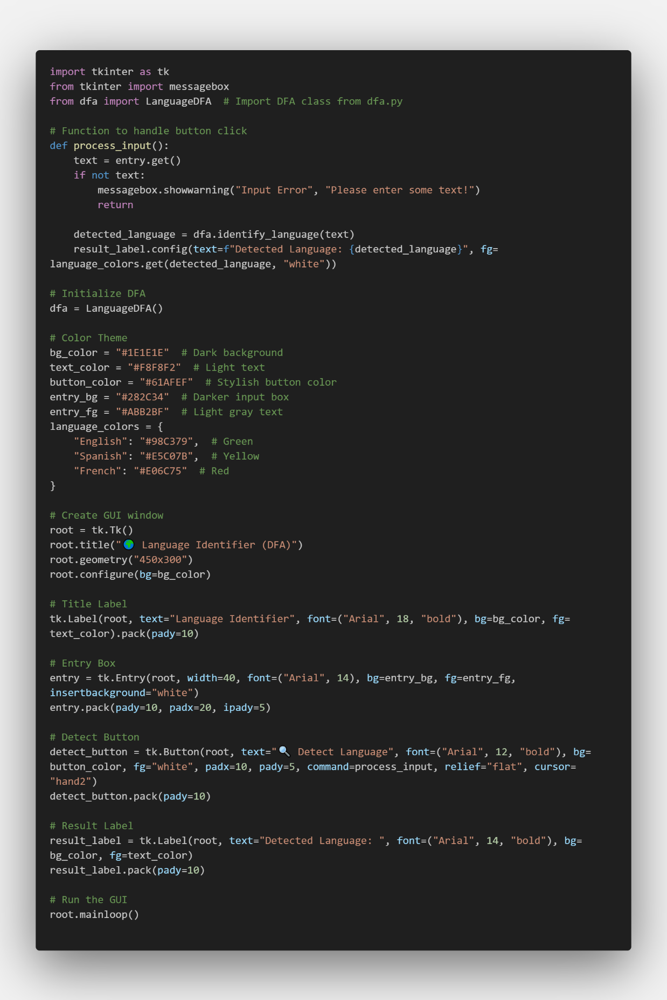 import tkinter as tk
from tkinter import messagebox
from dfa import LanguageDFA  # Import DFA class from dfa.py

# Function to handle button click
def process_input():
    text = entry.get()
    if not text:
        messagebox.showwarning("Input Error", "Please enter some text!")
        return

    detected_language = dfa.identify_language(text)
    result_label.config(text=f"Detected Language: {detected_language}", fg=
language_colors.get(detected_language, "white"))

# Initialize DFA
dfa = LanguageDFA()

# Color Theme
bg_color = "#1E1E1E"  # Dark background
text_color = "#F8F8F2"  # Light text
button_color = "#61AFEF"  # Stylish button color
entry_bg = "#282C34"  # Darker input box
entry_fg = "#ABB2BF"  # Light gray text
language_colors = {
    "English": "#98C379",  # Green
    "Spanish": "#E5C07B",  # Yellow
    "French": "#E06C75"  # Red
}

# Create GUI window
root = tk.Tk()
root.title("🌍 Language Identifier (DFA)")
root.geometry("450x300")
root.configure(bg=bg_color)

# Title Label
tk.Label(root, text="Language Identifier", font=("Arial", 18, "bold"), bg=bg_color, fg=
text_color).pack(pady=10)

# Entry Box
entry = tk.Entry(root, width=40, font=("Arial", 14), bg=entry_bg, fg=entry_fg,
insertbackground="white")
entry.pack(pady=10, padx=20, ipady=5)

# Detect Button
detect_button = tk.Button(root, text="🔍 Detect Language", font=("Arial", 12, "bold"), bg=
button_color, fg="white", padx=10, pady=5, command=process_input, relief="flat", cursor=
"hand2")
detect_button.pack(pady=10)

# Result Label
result_label = tk.Label(root, text="Detected Language: ", font=("Arial", 14, "bold"), bg=
bg_color, fg=text_color)
result_label.pack(pady=10)

# Run the GUI
root.mainloop()